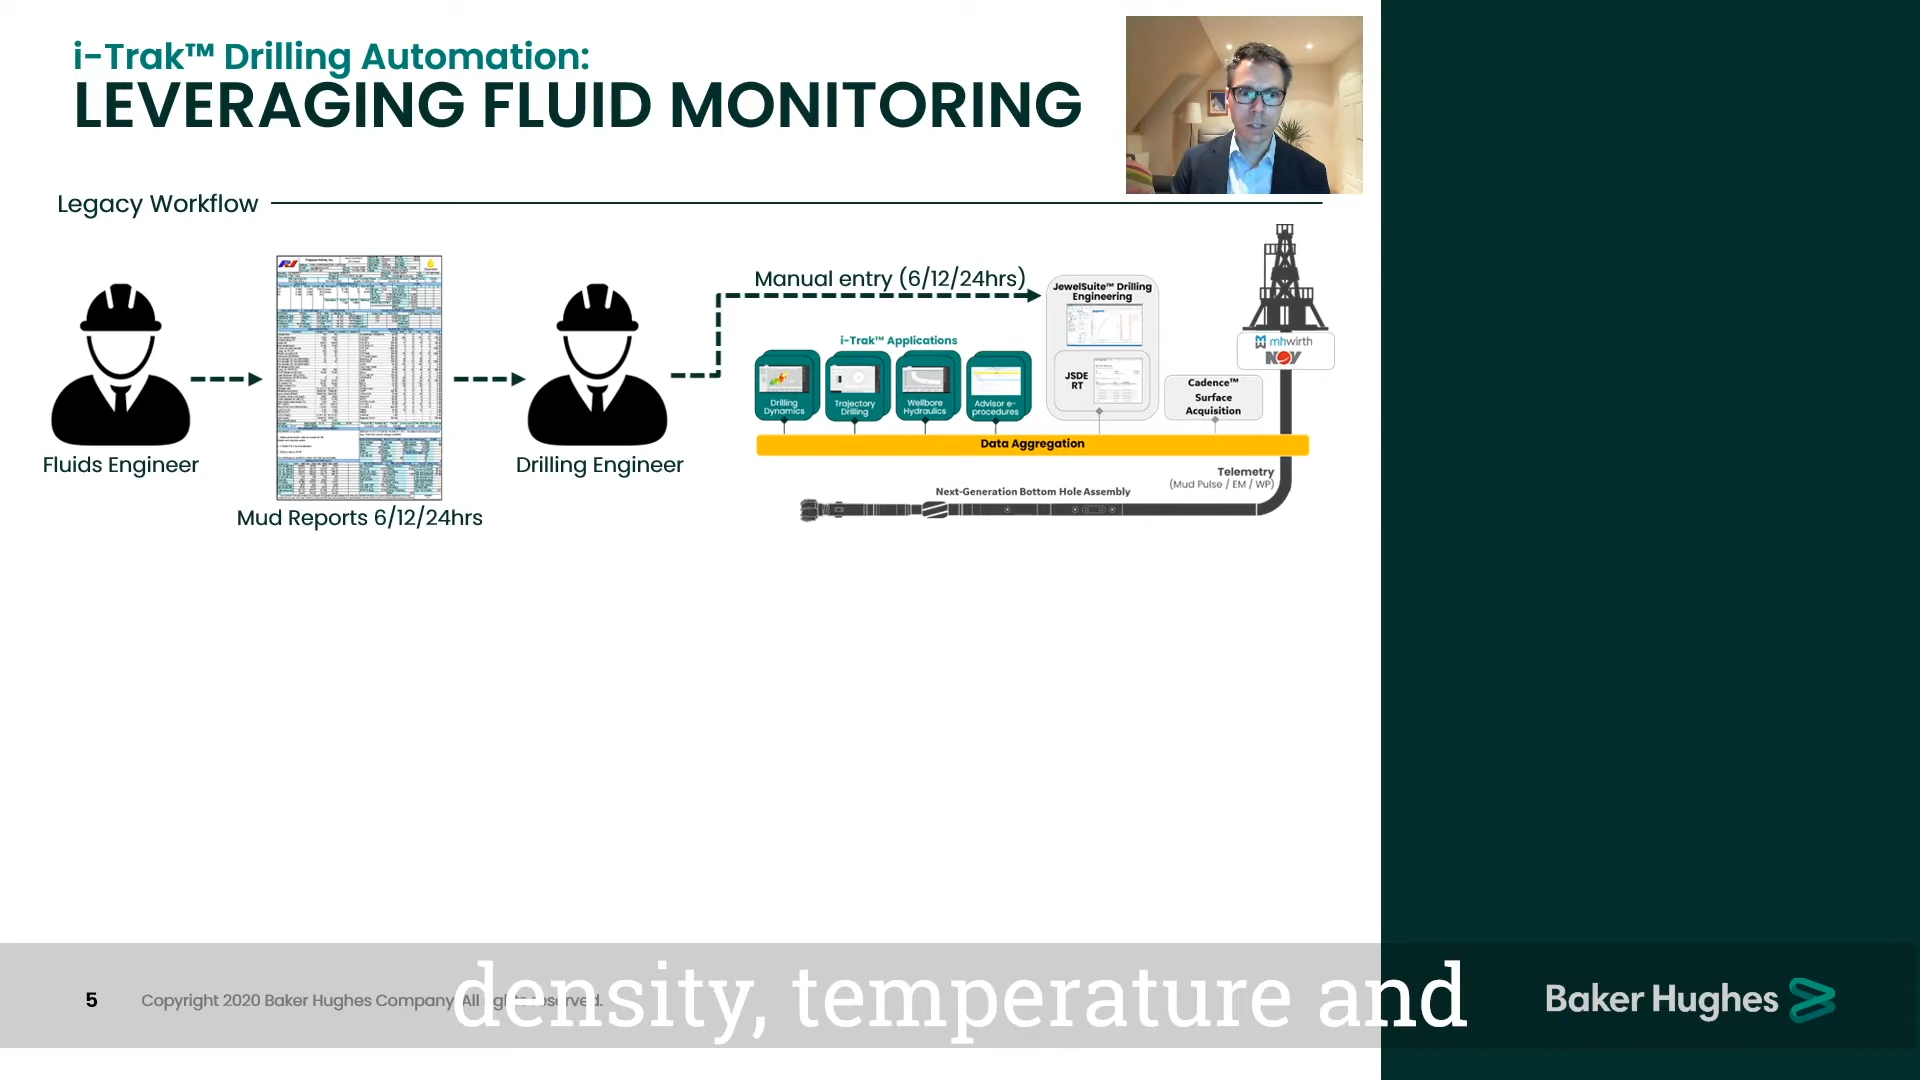 i-Trak™ Drilling Automation:
LEVERAGING FLUID MONITORING
Legacy Workflow
Fluids Engineer
Mud Reports 6/12/24hrs
Drilling Engineer
Manual entry (6/12/24hrs)
i-Trak™ Applications
Drilling
Dynamics
Trajectory
Drilling
Wellbore
Hydraulics
Advisor e-
procedures
JewelSuite™ Drilling
Engineering
JSDE
RT
Cadence™
Surface
Acquisition
mhwirth
NOV
Data Aggregation
Telemetry
(Mud Pulse / EM / WP)
Next-Generation Bottom Hole Assembly
5
Copyright 2020 Baker Hughes Company. All rights reserved.
density, temperature and
Baker Hughes